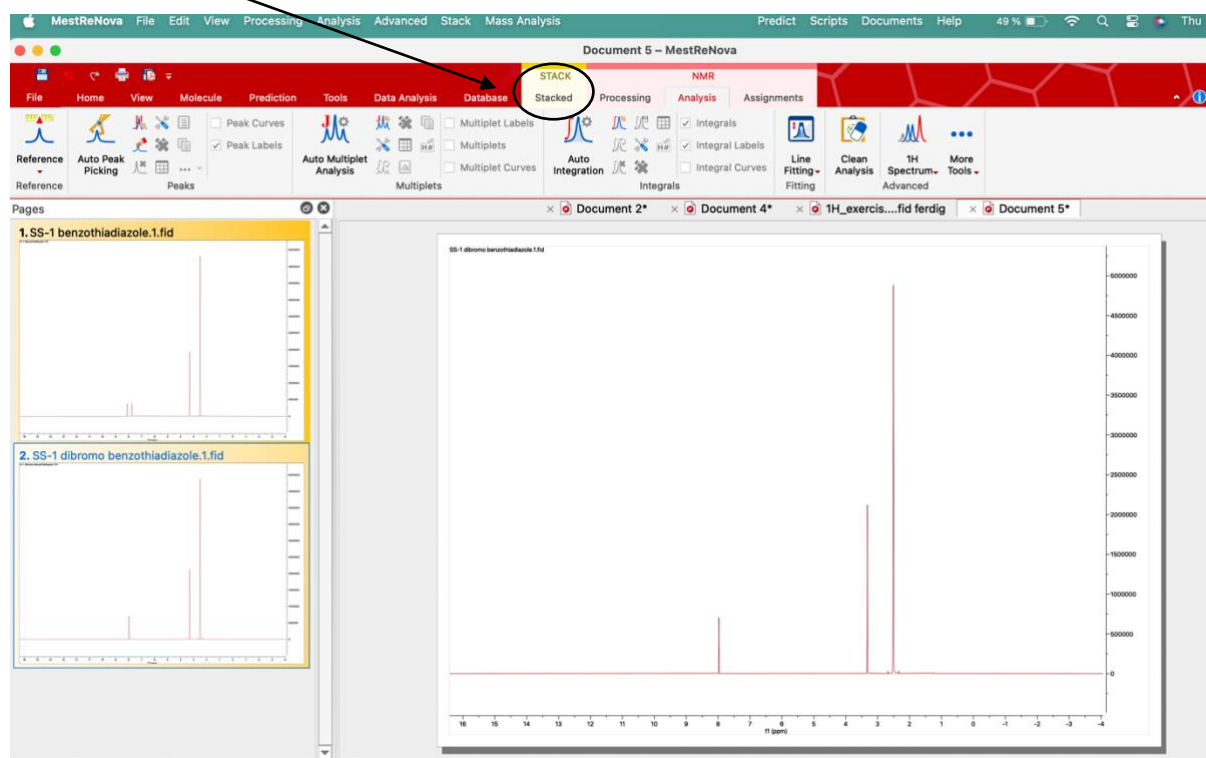 MestReNova File Edit View Processing Analysis Advanced Stack Mass Analysis Predict Scripts Documents Help 49 % Thu
Document 5 – MestReNova
STACK NMR
File Home View Molecule Prediction Tools Data Analysis Database Stacked Processing Analysis Assignments
Peak Curves Multiplet Labels Integrals
Peak Labels Multiplets Integral Labels
Multiplet Curves Integral Curves
Reference Auto Peak Picking Auto Multiplet Analysis Auto Integration Line Fitting Clean Analysis 1H Spectrum More Tools
Reference Peaks Multiplets Integrals Fitting Advanced
Pages
Document 2* Document 4* 1H_exercis....fid ferdig Document 5*
1. SS-1 benzothiadiazole.1.fid
2. SS-1 dibromo benzothiadiazole.1.fid
SS-1 dibromo benzothiadiazole.1.fid
5000000
4500000
4000000
3500000
3000000
2500000
2000000
1500000
1000000
500000
0
16 15 14 13 12 11 10 9 8 7 6 5 4 3 2 1 0 -1 -2 -3 -4
f1 (ppm)